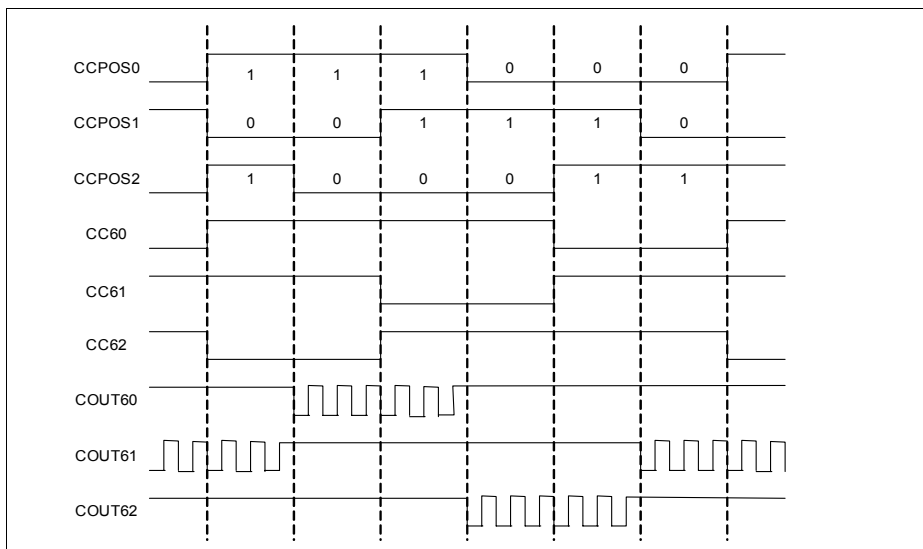 CCPOS0 1 1 1 0 0 0
CCPOS1 0 0 1 1 1 0
CCPOS2 1 0 0 0 1 1
CC60
CC61
CC62
COUT60
COUT61
COUT62